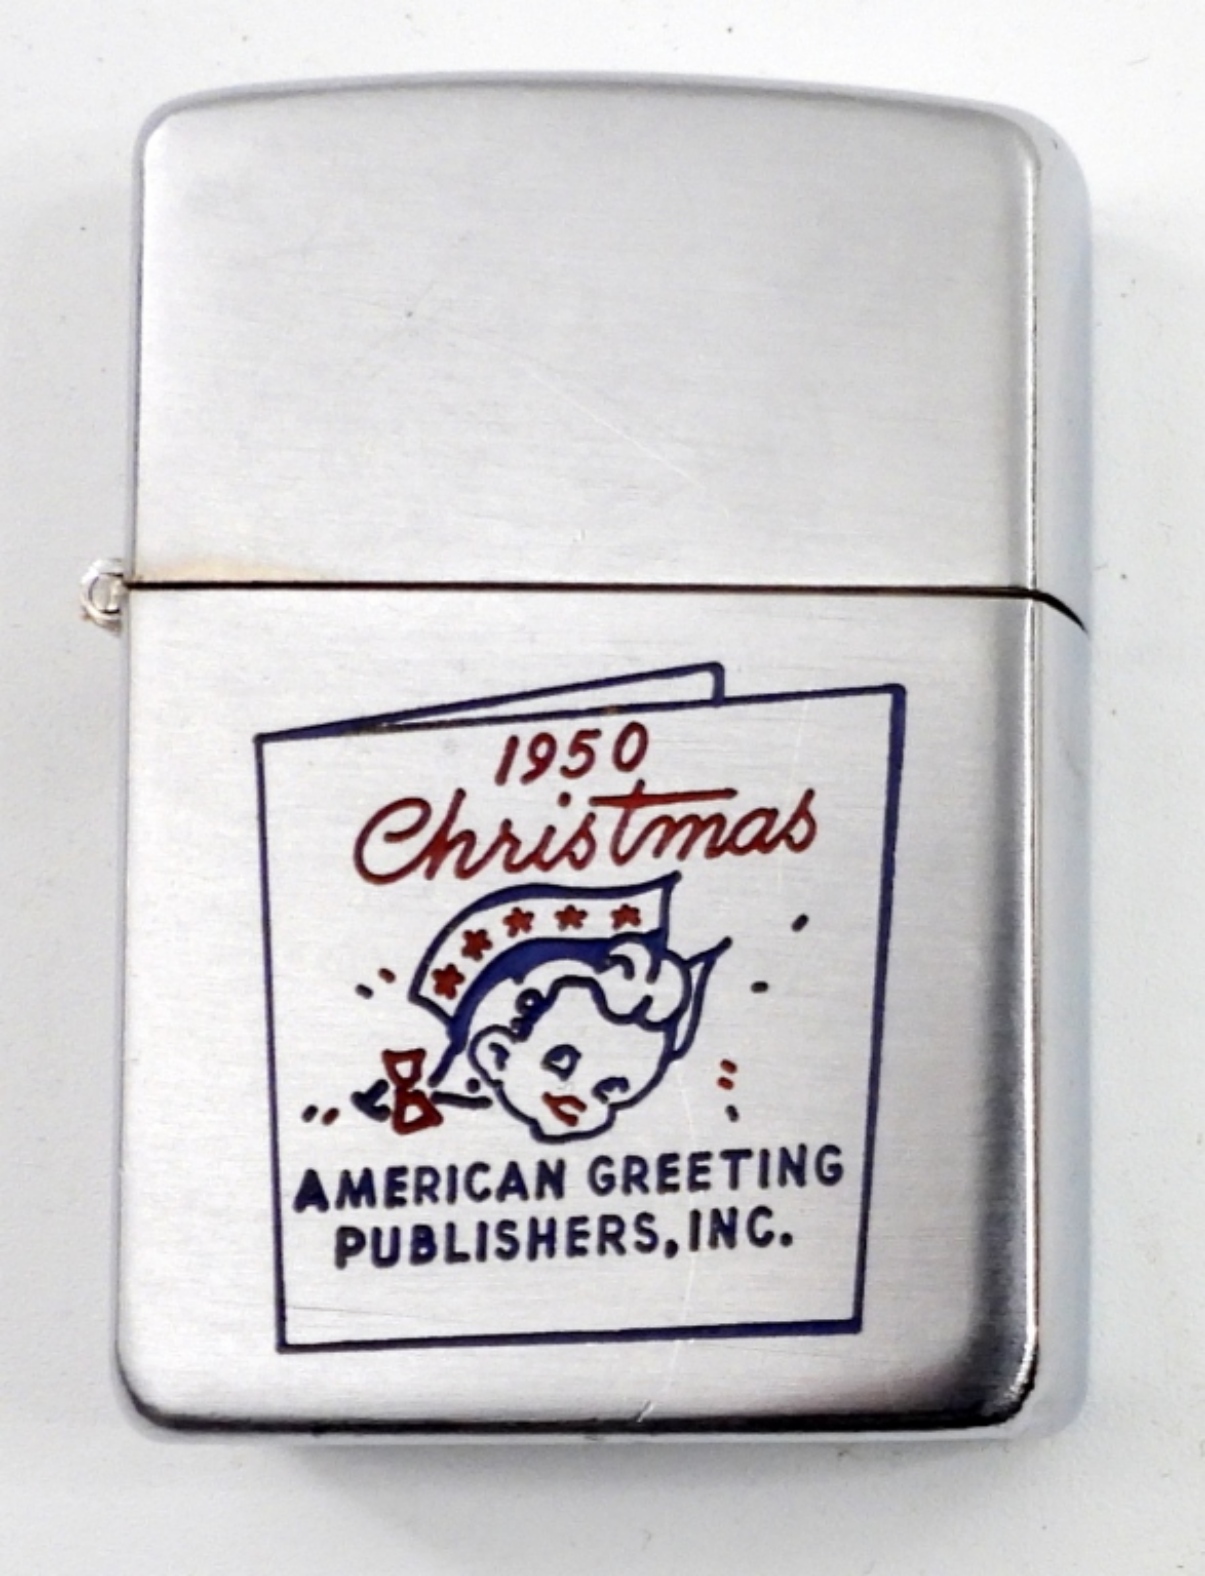 1950
Christmas
AMERICAN GREETING
PUBLISHERS, INC.